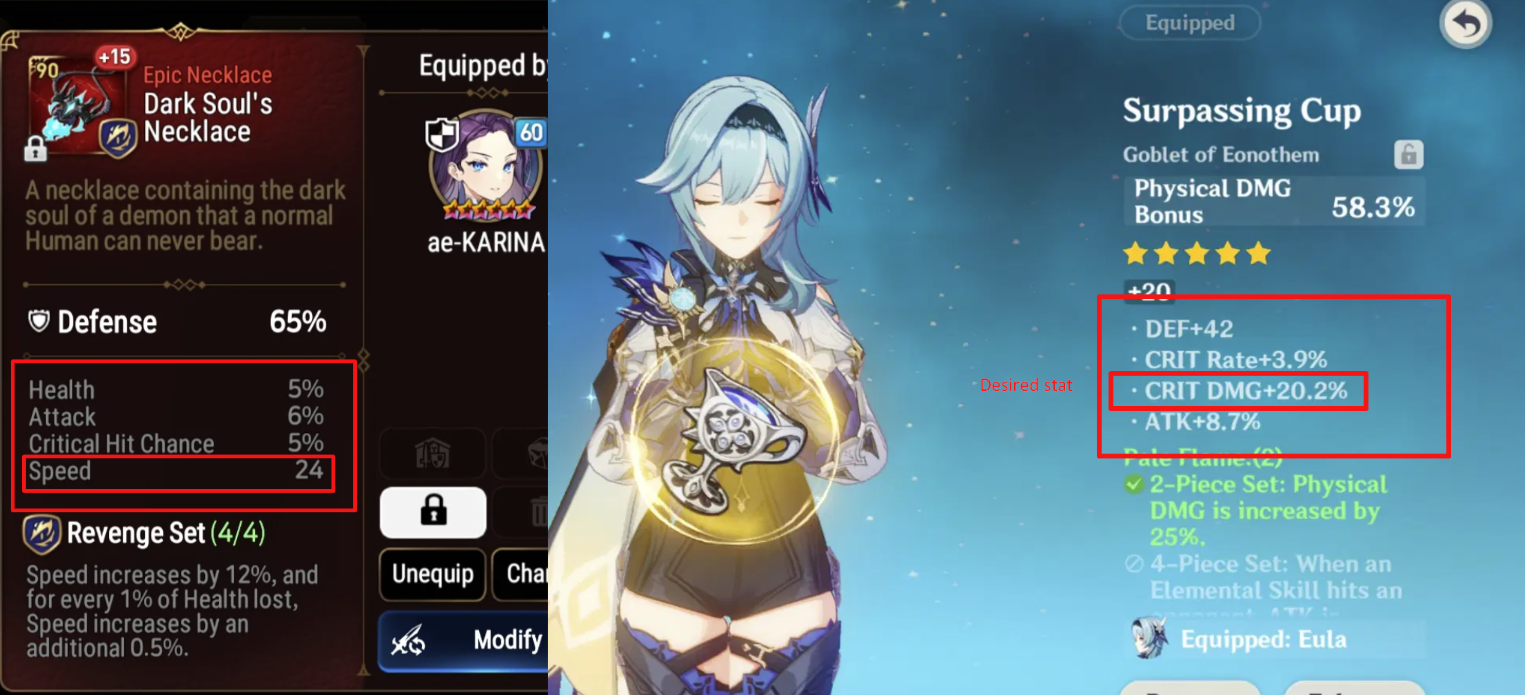 90
+15
Epic Necklace
Dark Soul's
Necklace
A necklace containing the dark
soul of a demon that a normal
Human can never bear.
Defense 65%
Health 5%
Attack 6%
Critical Hit Chance 5%
Speed 24
Revenge Set (4/4)
Speed increases by 12%, and
for every 1% of Health lost,
Speed increases by an
additional 0.5%.
Equipped by
60
ae-KARINA
Unequip
Modify
Desired stat
Equipped
Surpassing Cup
Goblet of Eonothem
Physical DMG
Bonus 58.3%
+20
· DEF+42
· CRIT Rate+3.9%
· CRIT DMG+20.2%
· ATK+8.7%
Pale Flame:(2)
2-Piece Set: Physical
DMG is increased by
25%.
4-Piece Set: When an
Elemental Skill hits an
Equipped: Eula